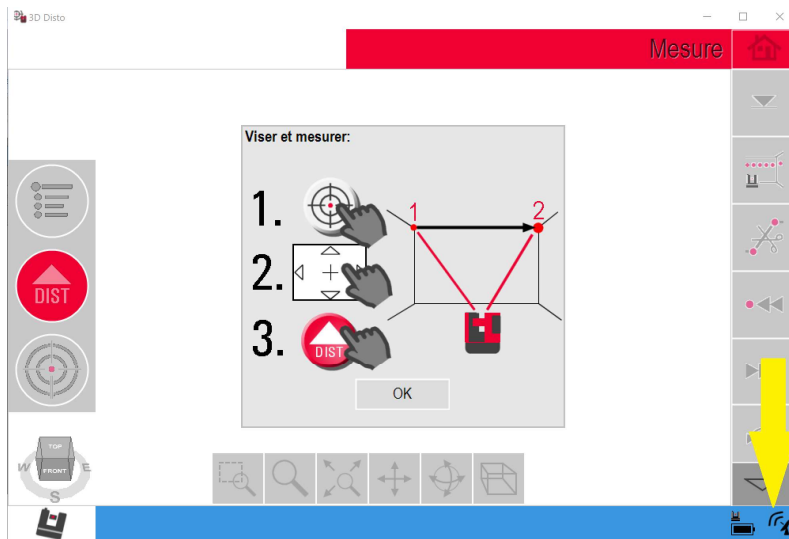 3D Disto
Mesure
Viser et mesurer:
1.
2.
3.
DIST
1
2
OK
DIST
TOP
FRONT
W
E
S